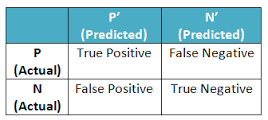 P’ N’
(Predicted) (Predicted)
P True Positive False Negative
(Actual)
N False Positive True Negative
(Actual)